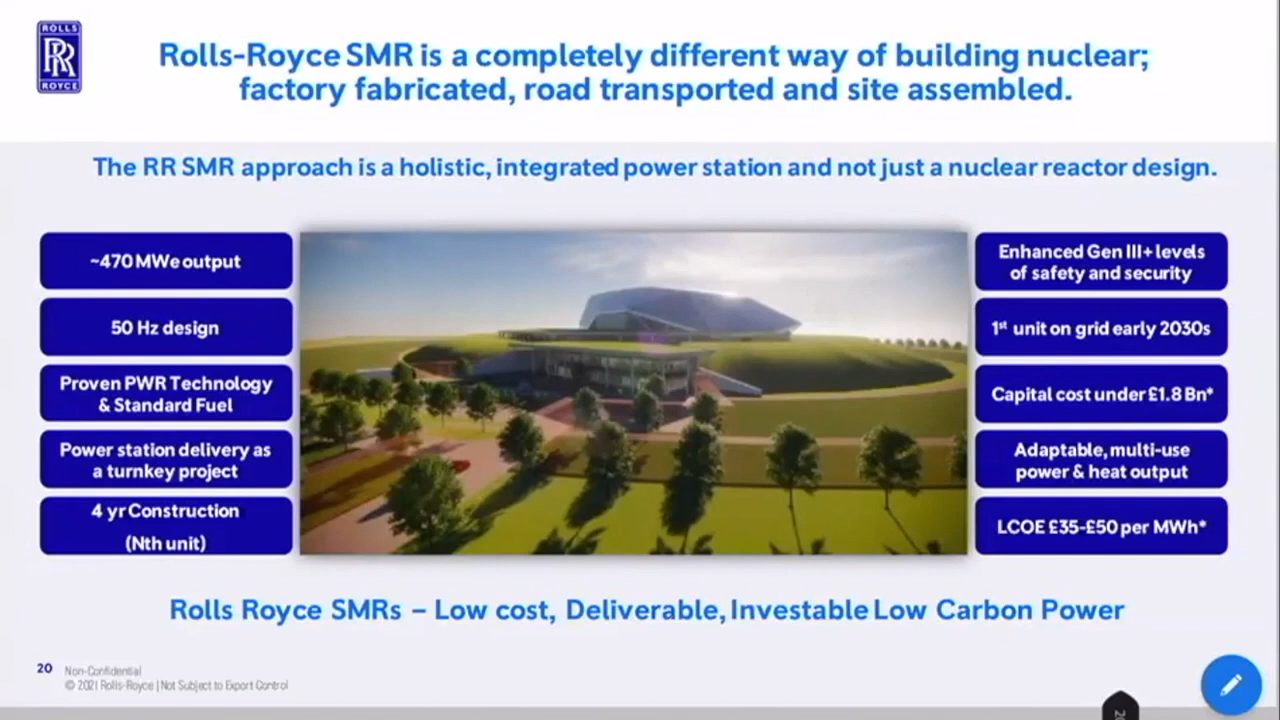 ROLLS
RR
ROYCE
Rolls-Royce SMR is a completely different way of building nuclear;
factory fabricated, road transported and site assembled.
The RR SMR approach is a holistic, integrated power station and not just a nuclear reactor design.
~470 MWe output
50 Hz design
Proven PWR Technology
& Standard Fuel
Power station delivery as
a turnkey project
4 yr Construction
(Nth unit)
Enhanced Gen III+ levels
of safety and security
1st unit on grid early 2030s
Capital cost under £1.8 Bn*
Adaptable, multi-use
power & heat output
LCOE £35-£50 per MWh*
Rolls Royce SMRs – Low cost, Deliverable, Investable Low Carbon Power
20
Non-Confidential
© 2021 Rolls-Royce | Not Subject to Export Control